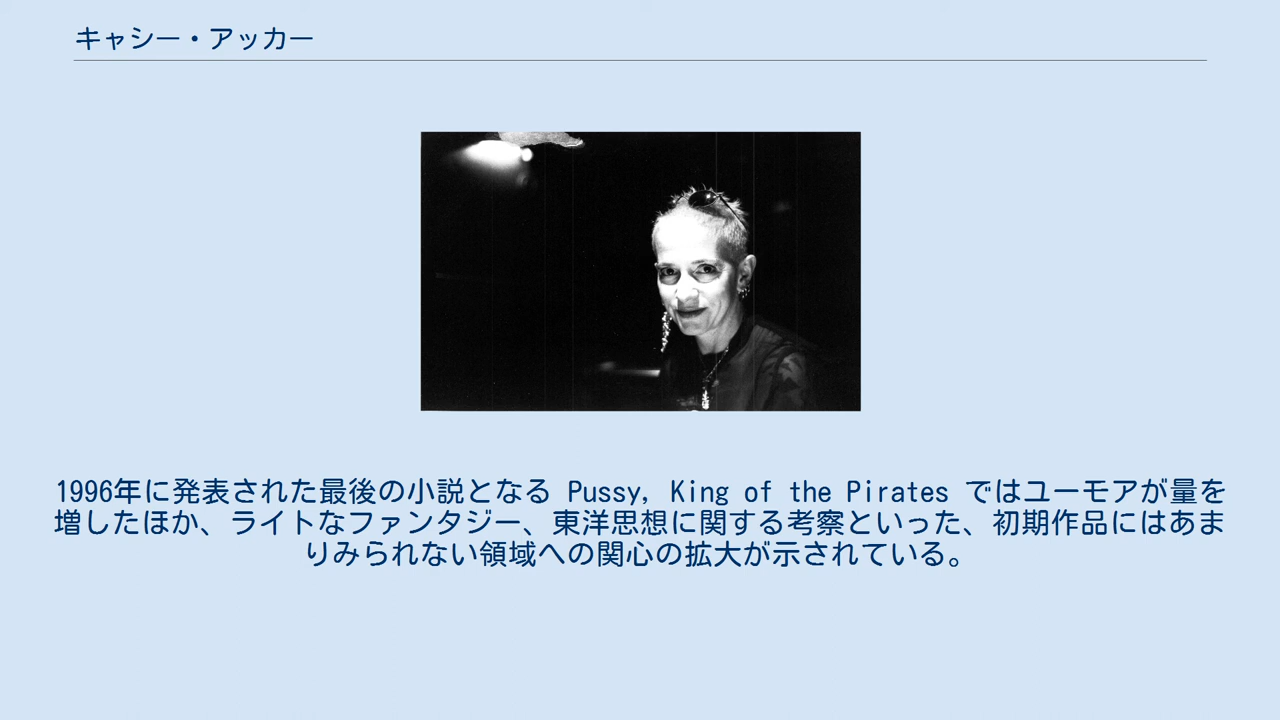 キャシー・アッカー
1996年に発表された最後の小説となる Pussy, King of the Pirates ではユーモアが量を
増したほか、ライトなファンタジー、東洋思想に関する考察といった、初期作品にはあま
りみられない領域への関心の拡大が示されている。